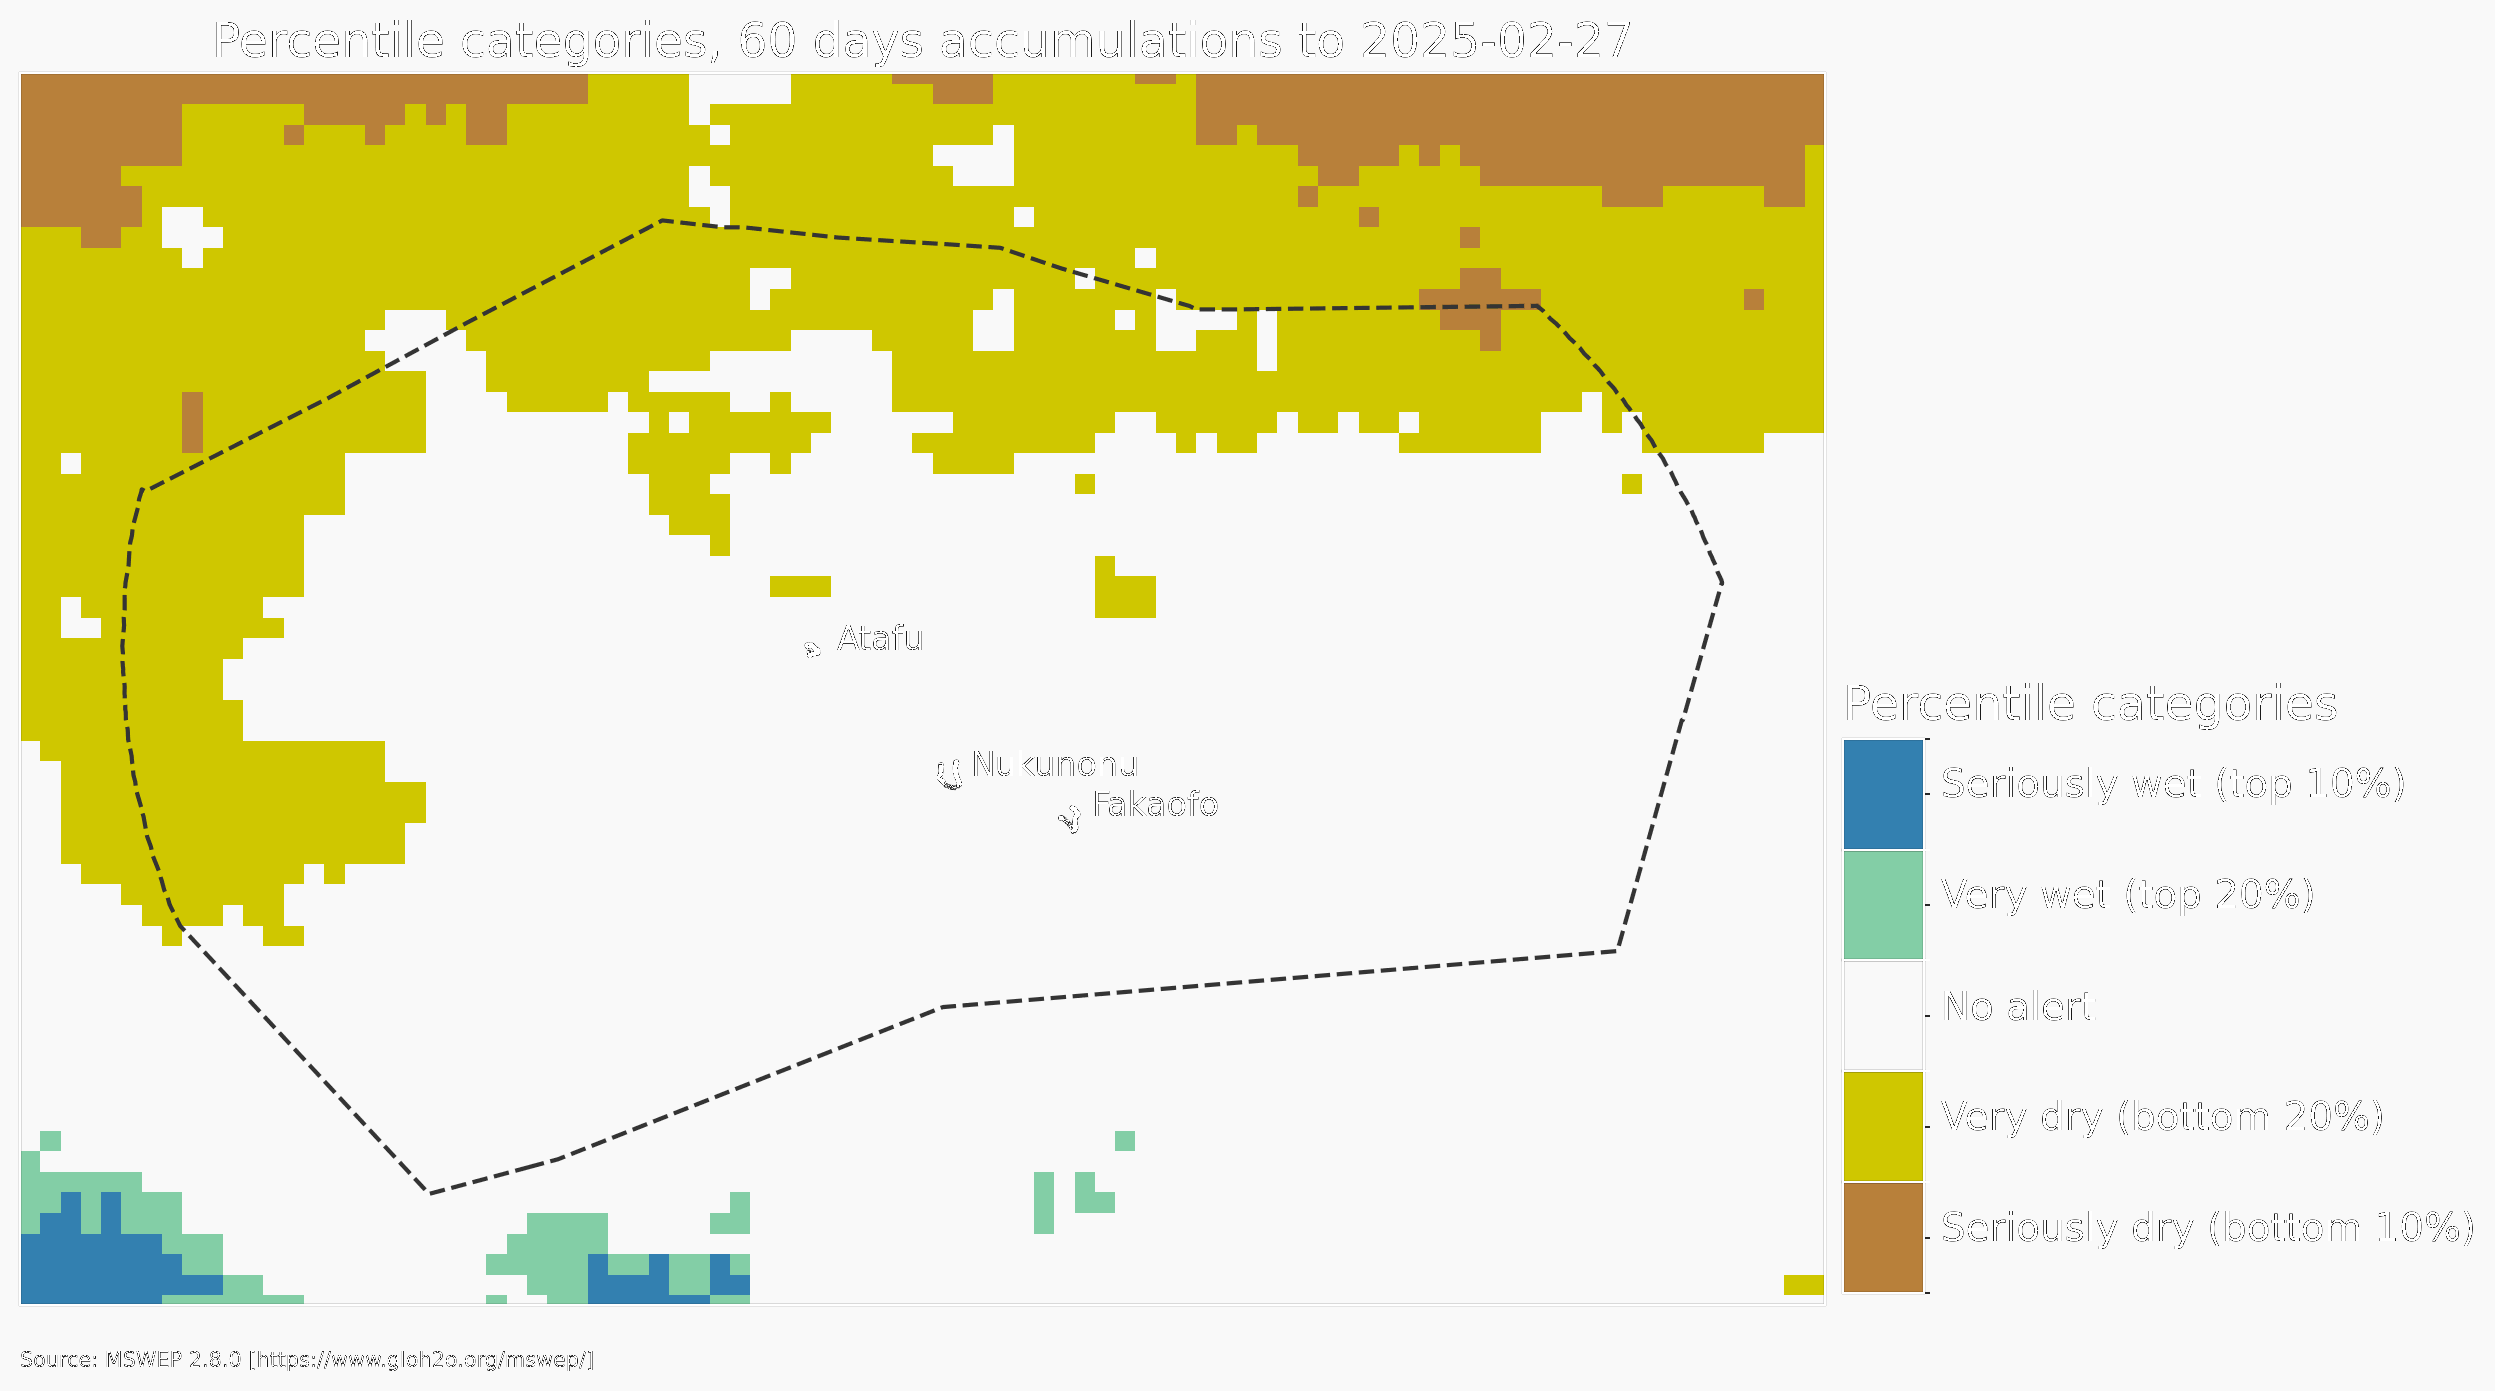 Percentile categories, 60 days accumulations to 2025-02-27
Atafu
Nukunonu
Fakaofo
Percentile categories
Seriously wet (top 10%)
Very wet (top 20%)
No alert
Very dry (bottom 20%)
Seriously dry (bottom 10%)
Source: MSWEP 2.8.0 [https://www.gloh2o.org/mswep/]